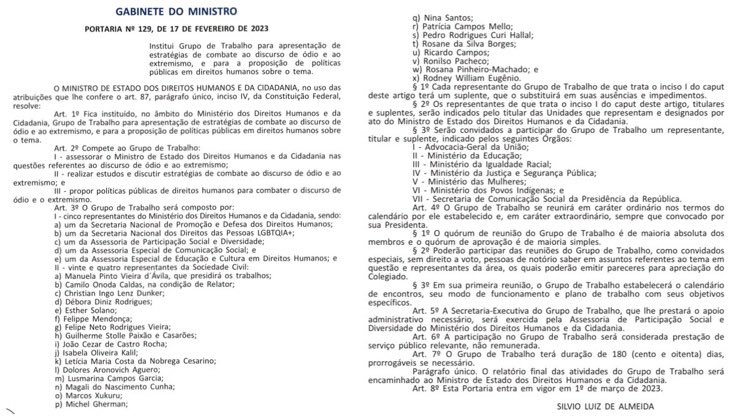 GABINETE DO MINISTRO
PORTARIA Nº 129, DE 17 DE FEVEREIRO DE 2023
Institui Grupo de Trabalho para apresentação de
estratégias de combate ao discurso de ódio e ao
extremismo, e para a proposição de políticas
públicas em direitos humanos sobre o tema.
O MINISTRO DE ESTADO DOS DIREITOS HUMANOS E DA CIDADANIA, no uso das
atribuições que lhe confere o art. 87, parágrafo único, inciso IV, da Constituição Federal,
resolve:
Art. 1º Fica instituído, no âmbito do Ministério dos Direitos Humanos e da
Cidadania, Grupo de Trabalho para apresentação de estratégias de combate ao discurso de
ódio e ao extremismo, e para a proposição de políticas públicas em direitos humanos sobre
o tema.
Art. 2º Compete ao Grupo de Trabalho:
I - assessorar o Ministro de Estado dos Direitos Humanos e da Cidadania nas
questões referentes ao discurso de ódio e ao extremismo;
II - realizar estudos e discutir estratégias de combate ao discurso de ódio e ao
extremismo; e
III - propor políticas públicas de direitos humanos para combater o discurso de
ódio e o extremismo.
Art. 3º O Grupo de Trabalho será composto por:
I - cinco representantes do Ministério dos Direitos Humanos e da Cidadania, sendo:
a) um da Secretaria Nacional de Promoção e Defesa dos Direitos Humanos;
b) um da Secretaria Nacional dos Direitos das Pessoas LGBTQIA+;
c) um da Assessoria de Participação Social e Diversidade;
d) um da Assessoria Especial de Comunicação Social; e
e) um da Assessoria Especial de Educação e Cultura em Direitos Humanos; e
II - vinte e quatro representantes da Sociedade Civil:
a) Manuela Pinto Vieira d´Ávila, que presidirá os trabalhos;
b) Camilo Onoda Caldas, na condição de Relator;
c) Christian Ingo Lenz Dunker;
d) Débora Diniz Rodrigues;
e) Esther Solano;
f) Felippe Mendonça;
g) Felipe Neto Rodrigues Vieira;
h) Guilherme Stolle Paixão e Casarões;
i) João Cezar de Castro Rocha;
j) Isabela Oliveira Kalil;
k) Letícia Maria Costa da Nobrega Cesarino;
l) Dolores Aronovich Aguero;
m) Lusmarina Campos Garcia;
n) Magali do Nascimento Cunha;
o) Marcos Xukuru;
p) Michel Gherman;
q) Nina Santos;
r) Patrícia Campos Mello;
s) Pedro Rodrigues Curi Hallal;
t) Rosane da Silva Borges;
u) Ricardo Campos;
v) Ronilso Pacheco;
w) Rosana Pinheiro-Machado; e
x) Rodney William Eugênio.
§ 1º Cada representante do Grupo de Trabalho de que trata o inciso I do caput
deste artigo terá um suplente, que o substituirá em suas ausências e impedimentos.
§ 2º Os representantes de que trata o inciso I do caput deste artigo, titulares
e suplentes, serão indicados pelo titular das Unidades que representam e designados por
ato do Ministro de Estado dos Direitos Humanos e da Cidadania.
§ 3º Serão convidados a participar do Grupo de Trabalho um representante,
titular e suplente, indicado pelos seguintes Órgãos:
I - Advocacia-Geral da União;
II - Ministério da Educação;
III - Ministério da Igualdade Racial;
IV - Ministério da Justiça e Segurança Pública;
V - Ministério das Mulheres;
VI - Ministério dos Povos Indígenas; e
VII - Secretaria de Comunicação Social da Presidência da República.
Art. 4º O Grupo de Trabalho se reunirá em caráter ordinário nos termos do
calendário por ele estabelecido e, em caráter extraordinário, sempre que convocado por
sua Presidenta.
§ 1º O quórum de reunião do Grupo de Trabalho é de maioria absoluta dos
membros e o quórum de aprovação é de maioria simples.
§ 2º Poderão participar das reuniões do Grupo de Trabalho, como convidados
especiais, sem direito a voto, pessoas de notório saber em assuntos referentes ao tema em
questão e representantes da área, os quais poderão emitir pareceres para apreciação do
Colegiado.
§ 3º Em sua primeira reunião, o Grupo de Trabalho estabelecerá o calendário
de encontros, seu modo de funcionamento e plano de trabalho com seus objetivos
específicos.
Art. 5º A Secretaria-Executiva do Grupo de Trabalho, que lhe prestará o apoio
administrativo necessário, será exercida pela Assessoria de Participação Social e
Diversidade do Ministério dos Direitos Humanos e da Cidadania.
Art. 6º A participação no Grupo de Trabalho será considerada prestação de
serviço público relevante, não remunerada.
Art. 7º O Grupo de Trabalho terá duração de 180 (cento e oitenta) dias,
prorrogáveis se necessário.
Parágrafo único. O relatório final das atividades do Grupo de Trabalho será
encaminhado ao Ministro de Estado dos Direitos Humanos e da Cidadania.
Art. 8º Esta Portaria entra em vigor em 1º de março de 2023.
SILVIO LUIZ DE ALMEIDA